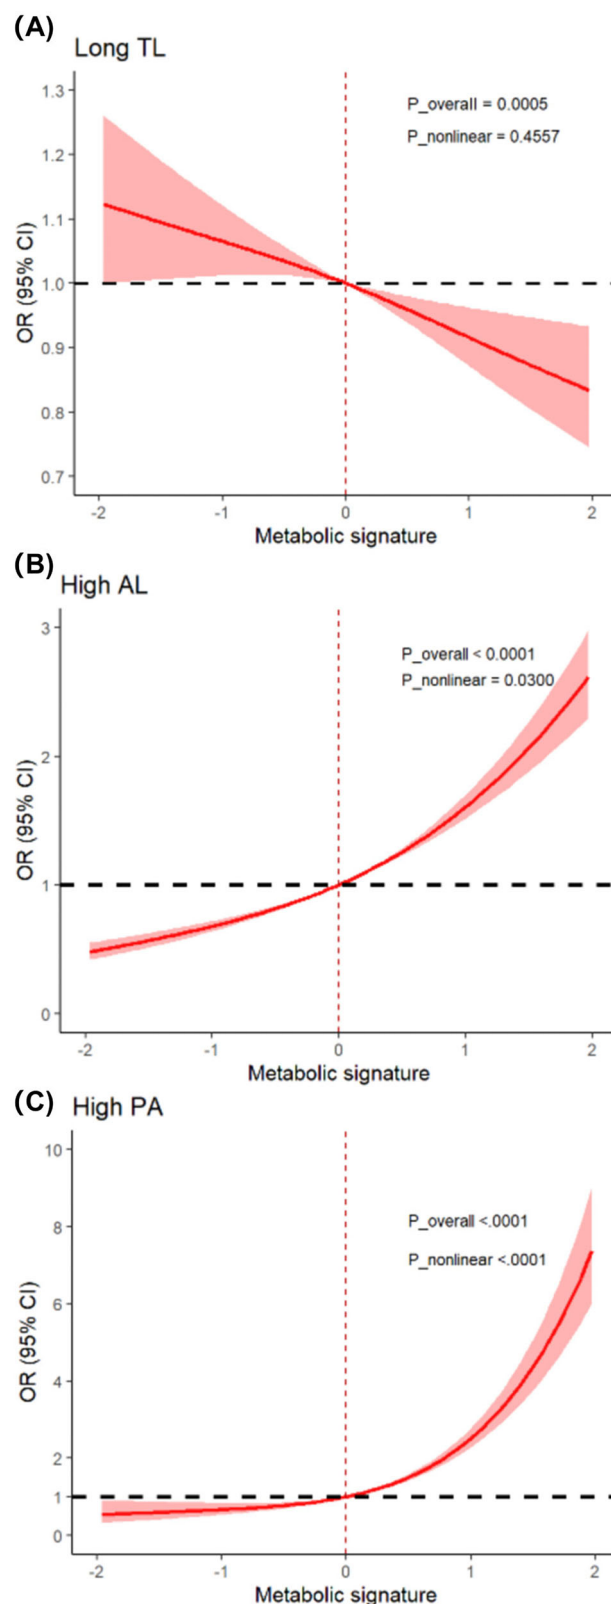 (A)
Long TL
P_overall = 0.0005
P_nonlinear = 0.4557
OR (95% CI)
1.3
1.2
1.1
1.0
0.9
0.8
0.7
-2 -1 0 1 2
Metabolic signature
(B)
High AL
P_overall < 0.0001
P_nonlinear = 0.0300
OR (95% CI)
3
2
1
0
-2 -1 0 1 2
Metabolic signature
(C)
High PA
P_overall <.0001
P_nonlinear <.0001
OR (95% CI)
10
8
6
4
2
1
0
-2 -1 0 1 2
Metabolic signature